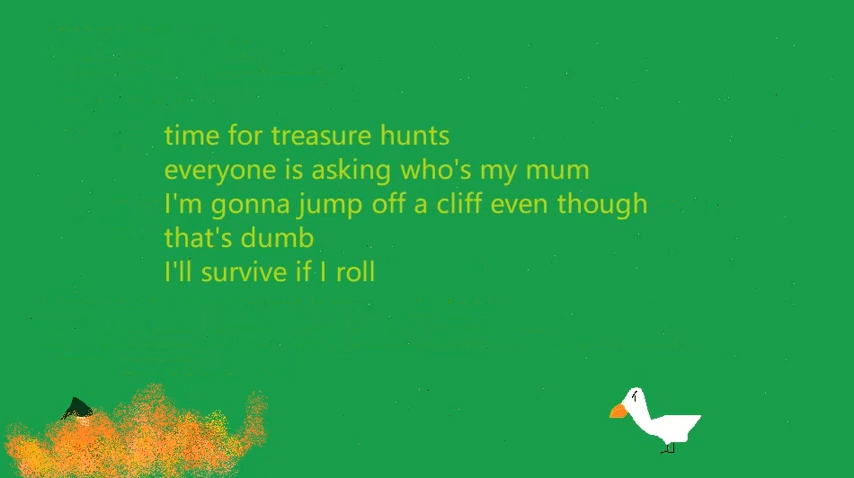 time for treasure hunts
everyone is asking who's my mum
I'm gonna jump off a cliff even though
that's dumb
I'll survive if I roll